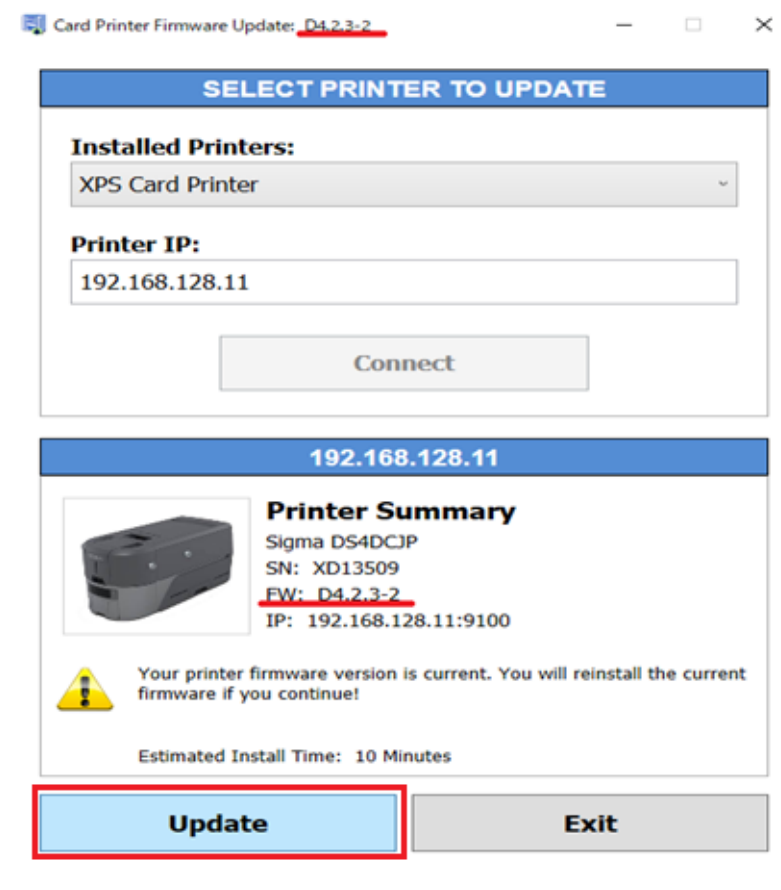 Card Printer Firmware Update: D4.2.3-2
SELECT PRINTER TO UPDATE
Installed Printers:
XPS Card Printer
Printer IP:
192.168.128.11
Connect
192.168.128.11
Printer Summary
Sigma DS4DCJP
SN: XD13509
FW: D4.2.3-2
IP: 192.168.128.11:9100
Your printer firmware version is current. You will reinstall the current
firmware if you continue!
Estimated Install Time: 10 Minutes
Update
Exit